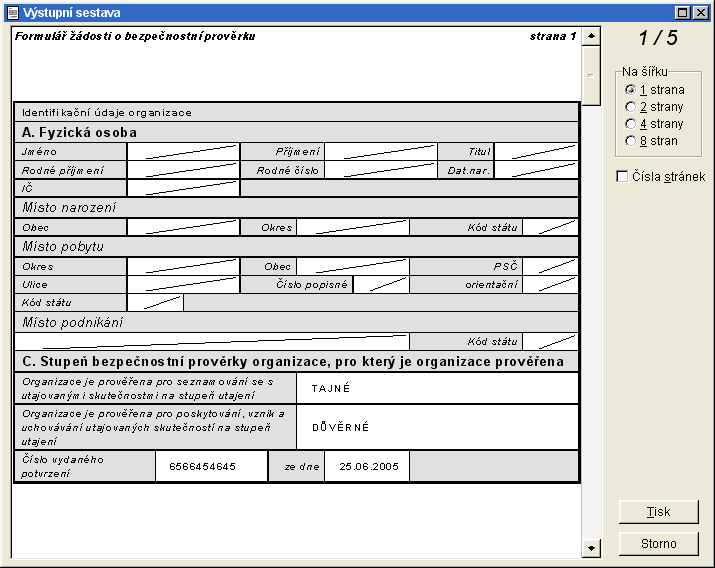 Výstupní sestava
Formulář žádosti o bezpečnostní prověrku strana 1
1 / 5
Na šířku
1 strana
2 strany
4 strany
8 stran
Čísla stránek
Identifikační údaje organizace
A. Fyzická osoba
Jméno Příjmení Titul
Rodné příjmení Rodné číslo Dat.nar.
IČ
Místo narození
Obec Okres Kód státu
Místo pobytu
Okres Obec PSČ
Ulice Číslo popisné orientační
Kód státu
Místo podnikání
Kód státu
C. Stupeň bezpečnostní prověrky organizace, pro který je organizace prověřena
Organizace je prověřena pro seznamování se s
utajovanými skutečnostmi na stupeň utajení
TAJNÉ
Organizace je prověřena pro poskytování, vznik a
uchovávání utajovaných skutečností na stupeň
utajení
DŮVĚRNÉ
Číslo vydaného
potvrzení
6566454645 ze dne 25.06.2005
Tisk
Storno